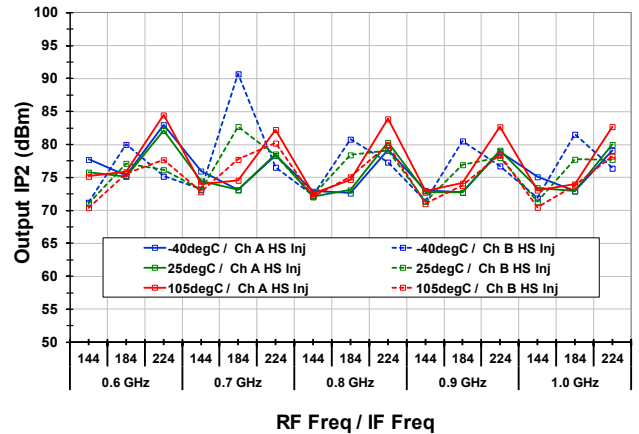 Output IP2 (dBm)
100
95
90
85
80
75
70
65
60
55
50
-40degC / Ch A HS Inj
-40degC / Ch B HS Inj
25degC / Ch A HS Inj
25degC / Ch B HS Inj
105degC / Ch A HS Inj
105degC / Ch B HS Inj
144 184 224 144 184 224 144 184 224 144 184 224 144 184 224
0.6 GHz 0.7 GHz 0.8 GHz 0.9 GHz 1.0 GHz
RF Freq / IF Freq